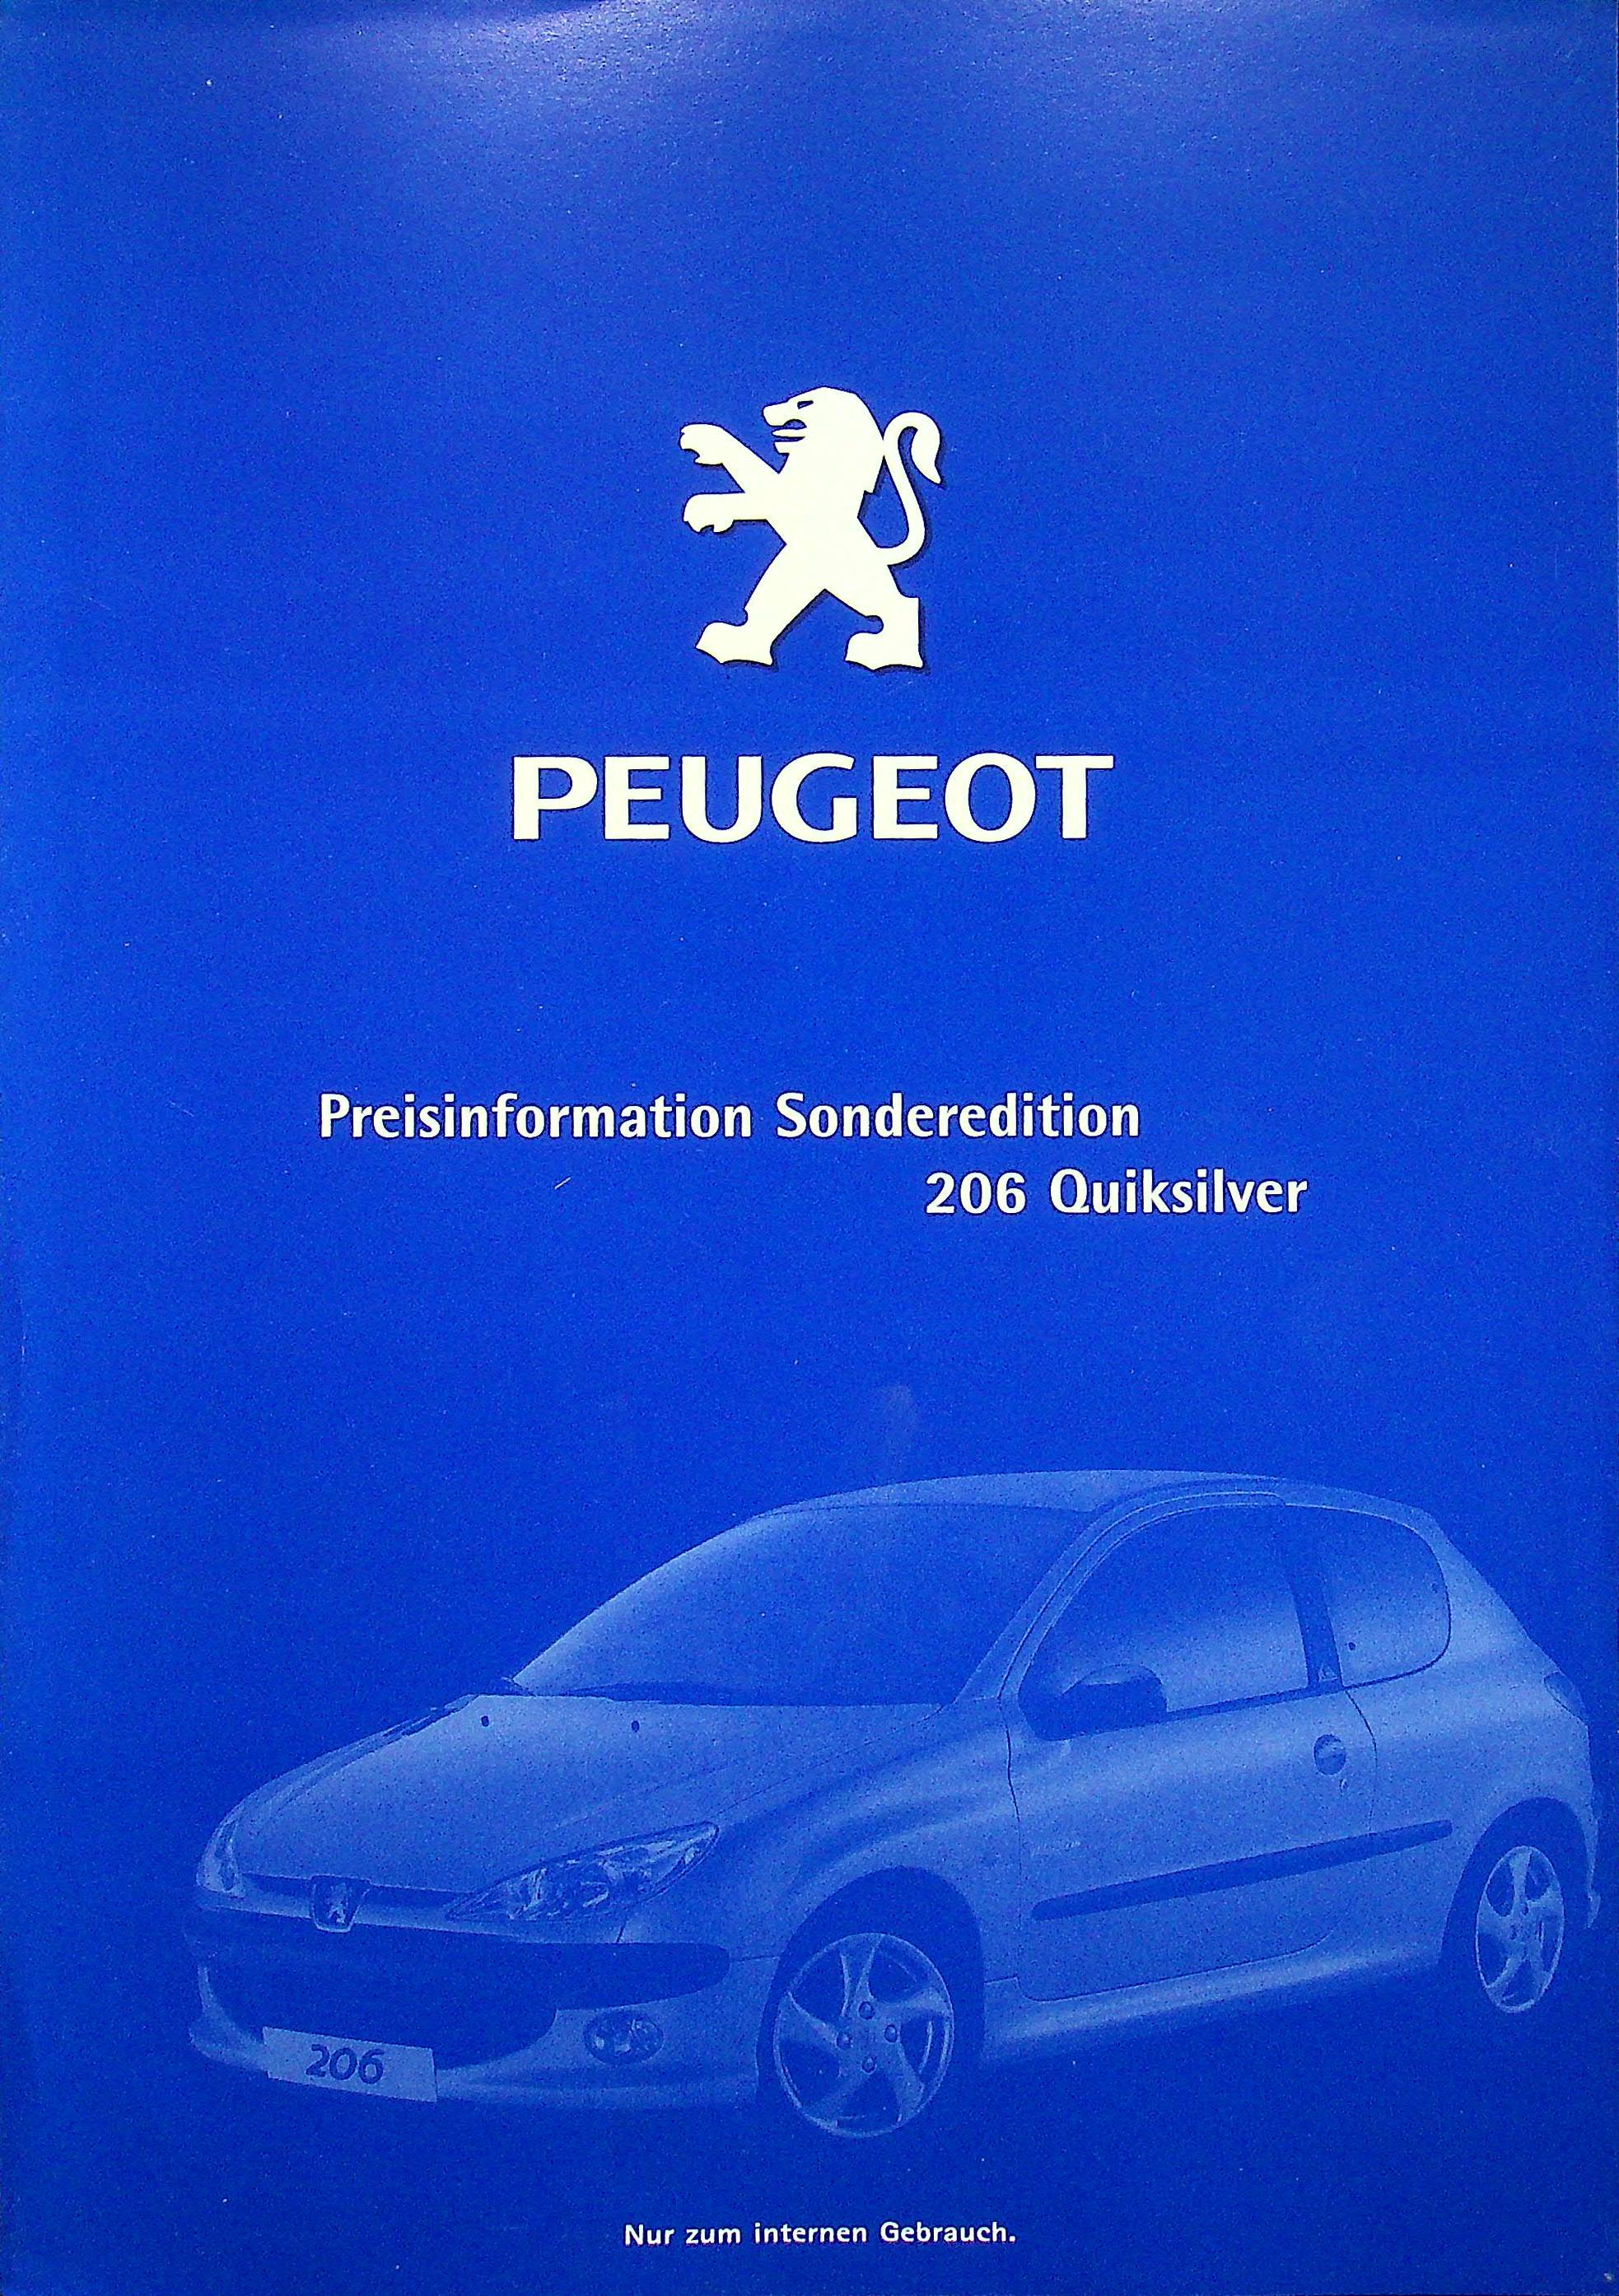 PEUGEOT
Preisinformation Sonderedition
206 Quiksilver
206
Nur zum internen Gebrauch.